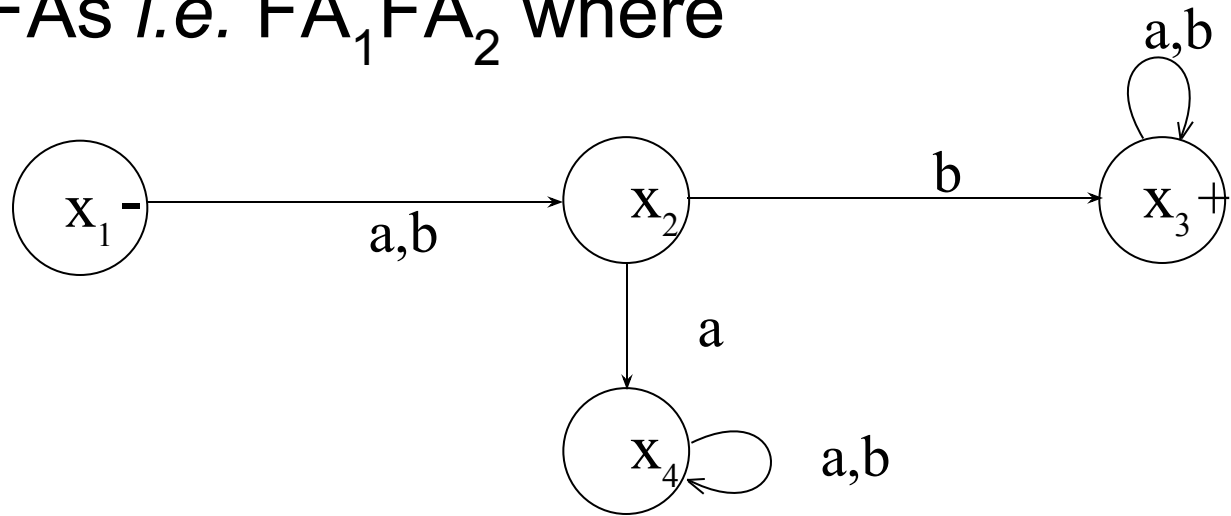 FAs i.e. FA₁FA₂ where
a,b
x₁-
a,b
x₂
b
x₃+
a
x₄
a,b